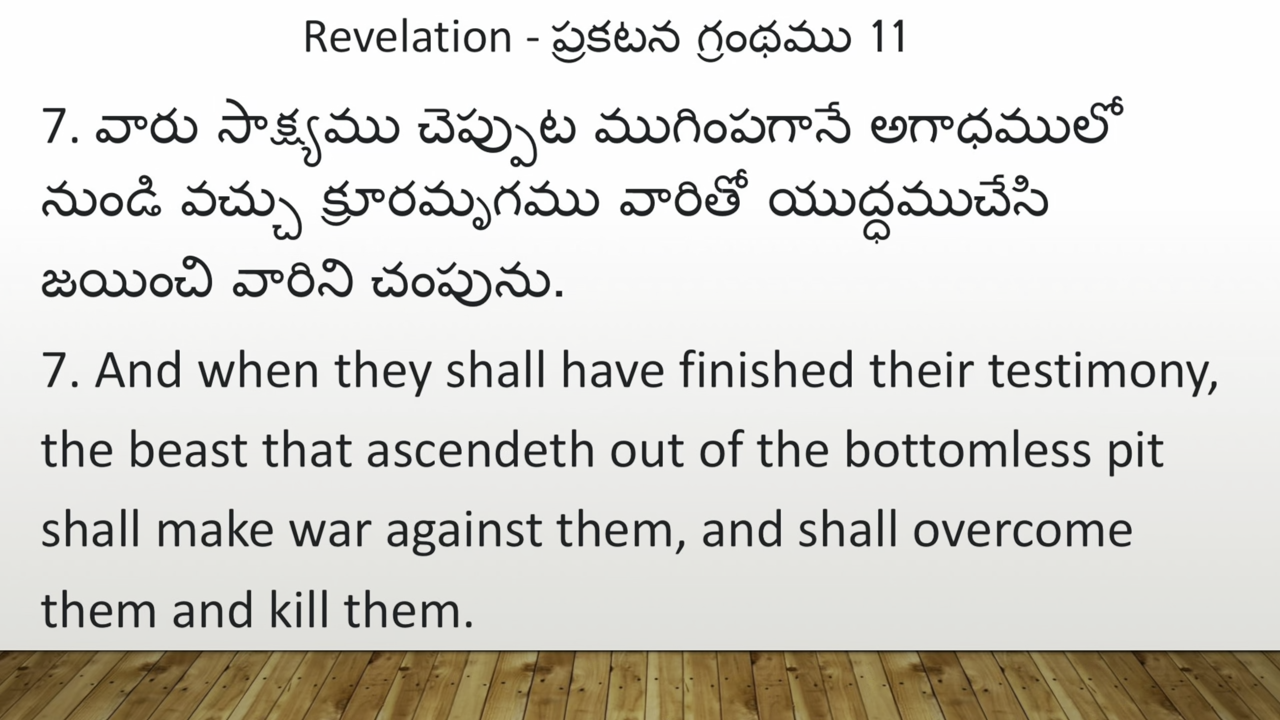 Revelation - ప్రకటన గ్రంథము 11
7. వారు సాక్ష్యము చెప్పుట ముగింపగానే అగాధములో
నుండి వచ్చు క్రూరమృగము వారితో యుద్ధముచేసి
జయించి వారిని చంపును.
7. And when they shall have finished their testimony,
the beast that ascendeth out of the bottomless pit
shall make war against them, and shall overcome
them and kill them.